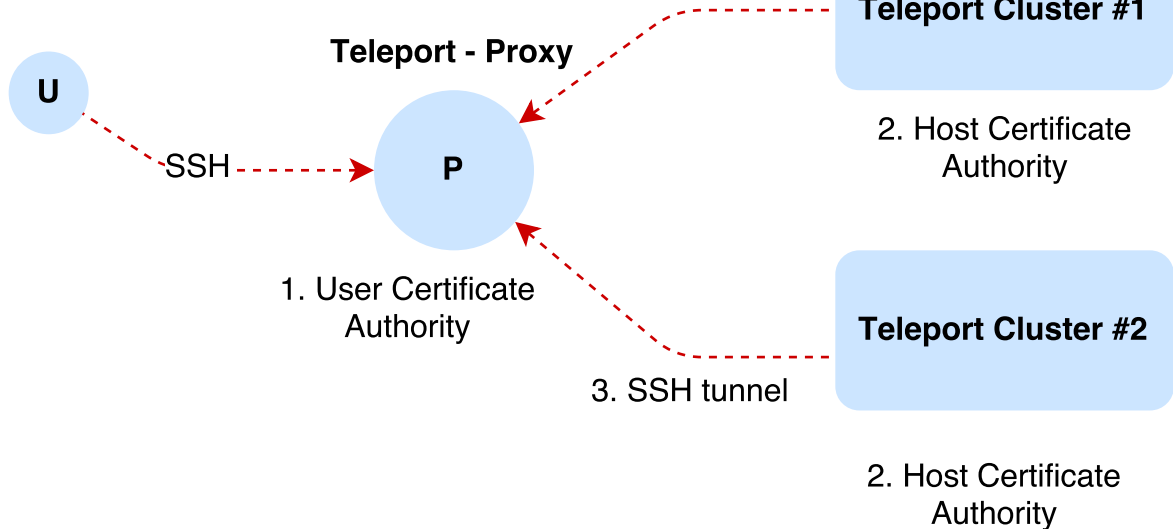 Teleport Cluster #1
Teleport - Proxy
U
2. Host Certificate
Authority
SSH
P
1. User Certificate
Authority
Teleport Cluster #2
3. SSH tunnel
2. Host Certificate
Authority